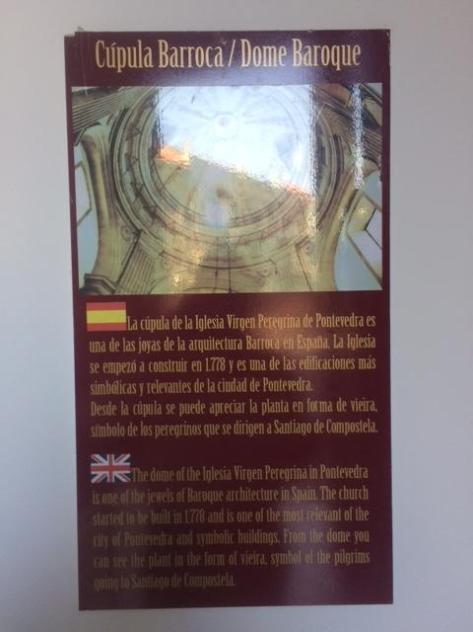 Cúpula Barroca / Dome Baroque
La cúpula de la Iglesia Virgen Peregrina de Pontevedra es
una de las joyas de la arquitectura Barroca en España. La Iglesia
se empezó a construir en 1.778 y es una de las edificaciones más
simbólicas y relevantes de la ciudad de Pontevedra.
Desde la cúpula se puede apreciar la planta en forma de vieira,
símbolo de los peregrinos que se dirigen a Santiago de Compostela.
The dome of the Iglesia Virgen Peregrina in Pontevedra
is one of the jewels of Baroque architecture in Spain. The church
started to be built in 1.778 and is one of the most relevant of the
city of Pontevedra and symbolic buildings. From the dome you
can see the plant in the form of vieira, symbol of the pilgrims
going to Santiago de Compostela.